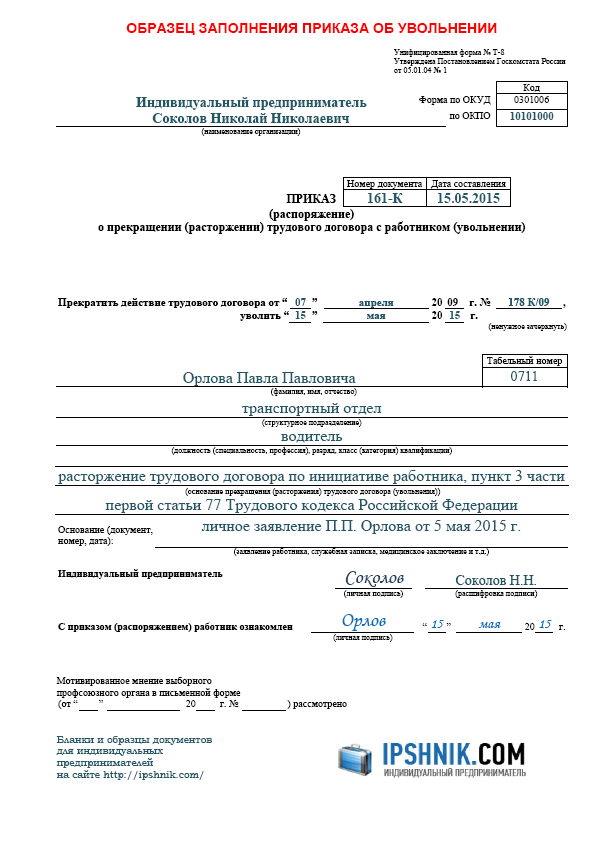 ОБРАЗЕЦ ЗАПОЛНЕНИЯ ПРИКАЗА ОБ УВОЛЬНЕНИИ
Унифицированная форма № Т-8
Утверждена Постановлением Госкомстата России
от 05.01.04 № 1
Код
Форма по ОКУД 0301006
Индивидуальный предприниматель
по ОКПО 10101000
Соколов Николай Николаевич
(наименование организации)
Номер документа Дата составления
ПРИКАЗ 161-К 15.05.2015
(распоряжение)
о прекращении (расторжении) трудового договора с работником (увольнении)
Прекратить действие трудового договора от “ 07 ” апреля 20 09 г. № 178 К/09 ,
уволить “ 15 ” мая 20 15 г.
(ненужное зачеркнуть)
Табельный номер
Орлова Павла Павловича 0711
(фамилия, имя, отчество)
транспортный отдел
(структурное подразделение)
водитель
(должность (специальность, профессия), разряд, класс (категория) квалификации)
расторжение трудового договора по инициативе работника, пункт 3 части
(основание прекращения (расторжения) трудового договора (увольнения))
первой статьи 77 Трудового кодекса Российской Федерации
Основание (документ,
номер, дата): личное заявление П.П. Орлова от 5 мая 2015 г.
(заявление работника, служебная записка, медицинское заключение и т.д.)
Индивидуальный предприниматель Соколов Соколов Н.Н.
(личная подпись) (расшифровка подписи)
С приказом (распоряжением) работник ознакомлен Орлов “ 15 ” мая 20 15 г.
(личная подпись)
Мотивированное мнение выборного
профсоюзного органа в письменной форме
(от “ ” 20 г. № ) рассмотрено
Бланки и образцы документов
для индивидуальных
предпринимателей
на сайте http://ipshnik.com/
IPSHNIK.COM
ИНДИВИДУАЛЬНЫЙ ПРЕДПРИНИМАТЕЛЬ